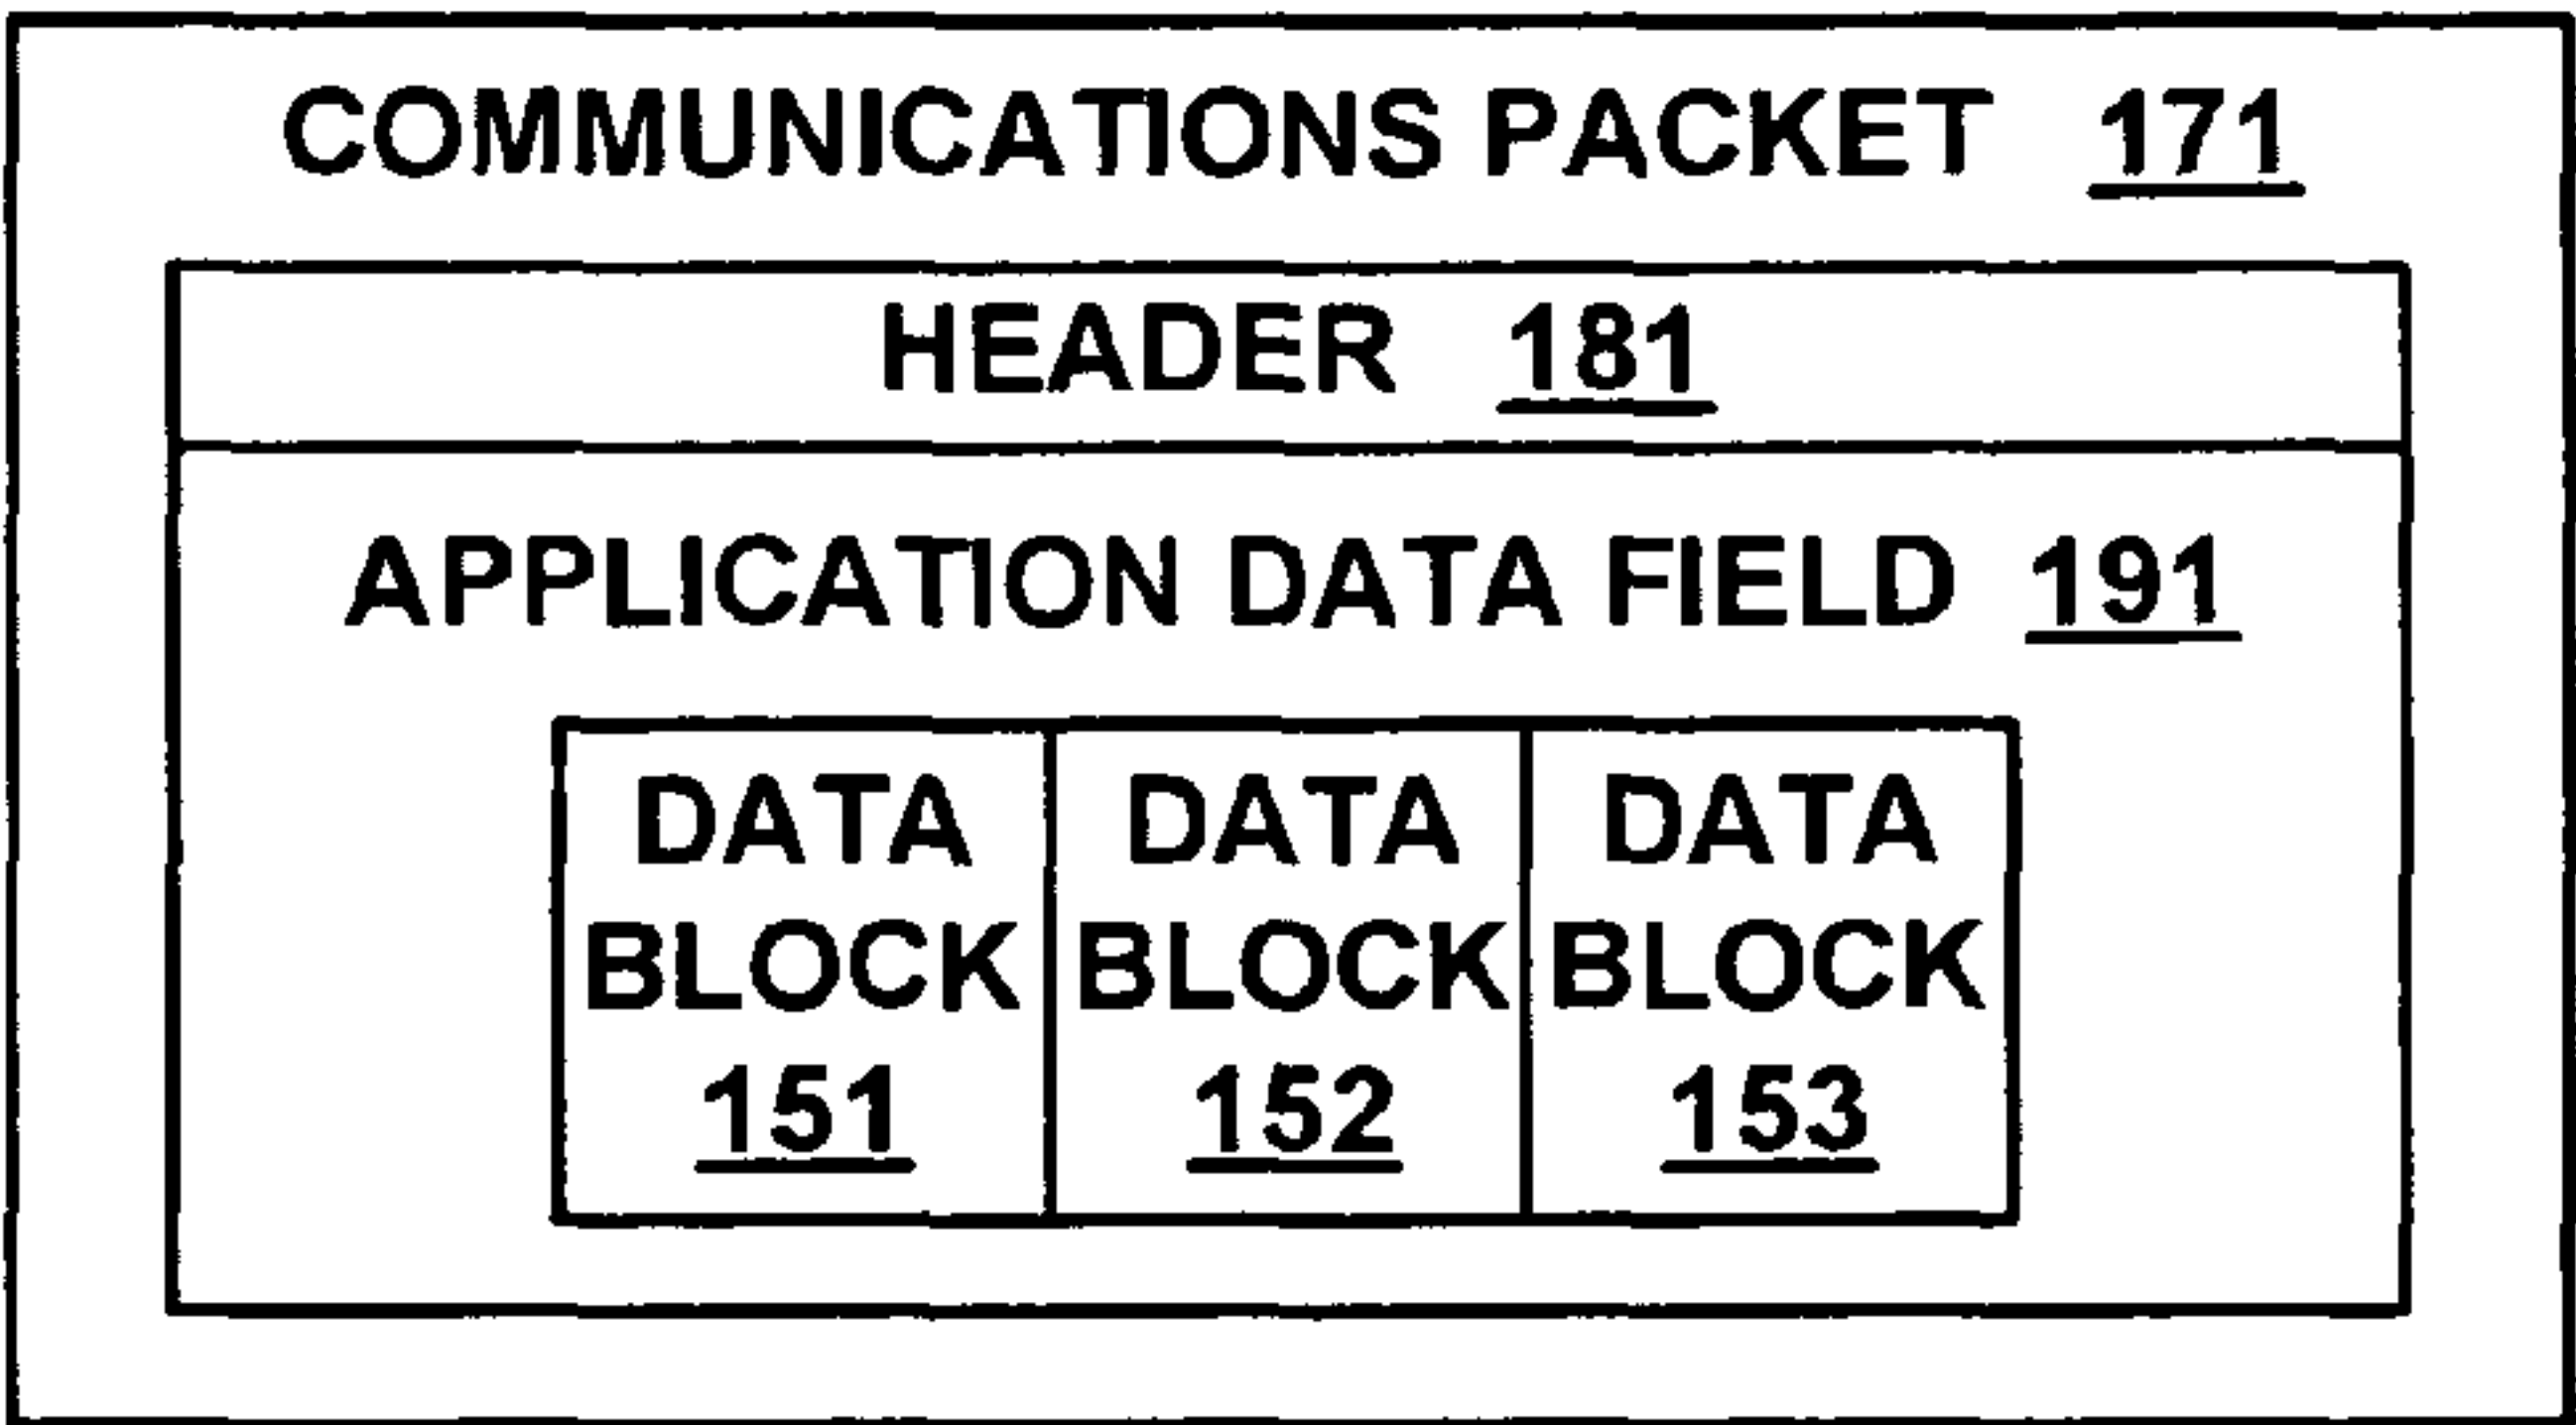 COMMUNICATIONS PACKET 171
HEADER 181
APPLICATION DATA FIELD 191
DATA
BLOCK
151
DATA
BLOCK
152
DATA
BLOCK
153